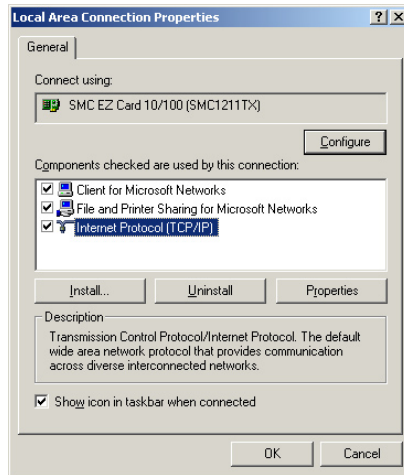 Local Area Connection Properties
General
Connect using:
SMC EZ Card 10/100 (SMC1211TX)
Configure
Components checked are used by this connection:
Client for Microsoft Networks
File and Printer Sharing for Microsoft Networks
Internet Protocol (TCP/IP)
Install...
Uninstall
Properties
Description
Transmission Control Protocol/Internet Protocol. The default
wide area network protocol that provides communication
across diverse interconnected networks.
Show icon in taskbar when connected
OK
Cancel